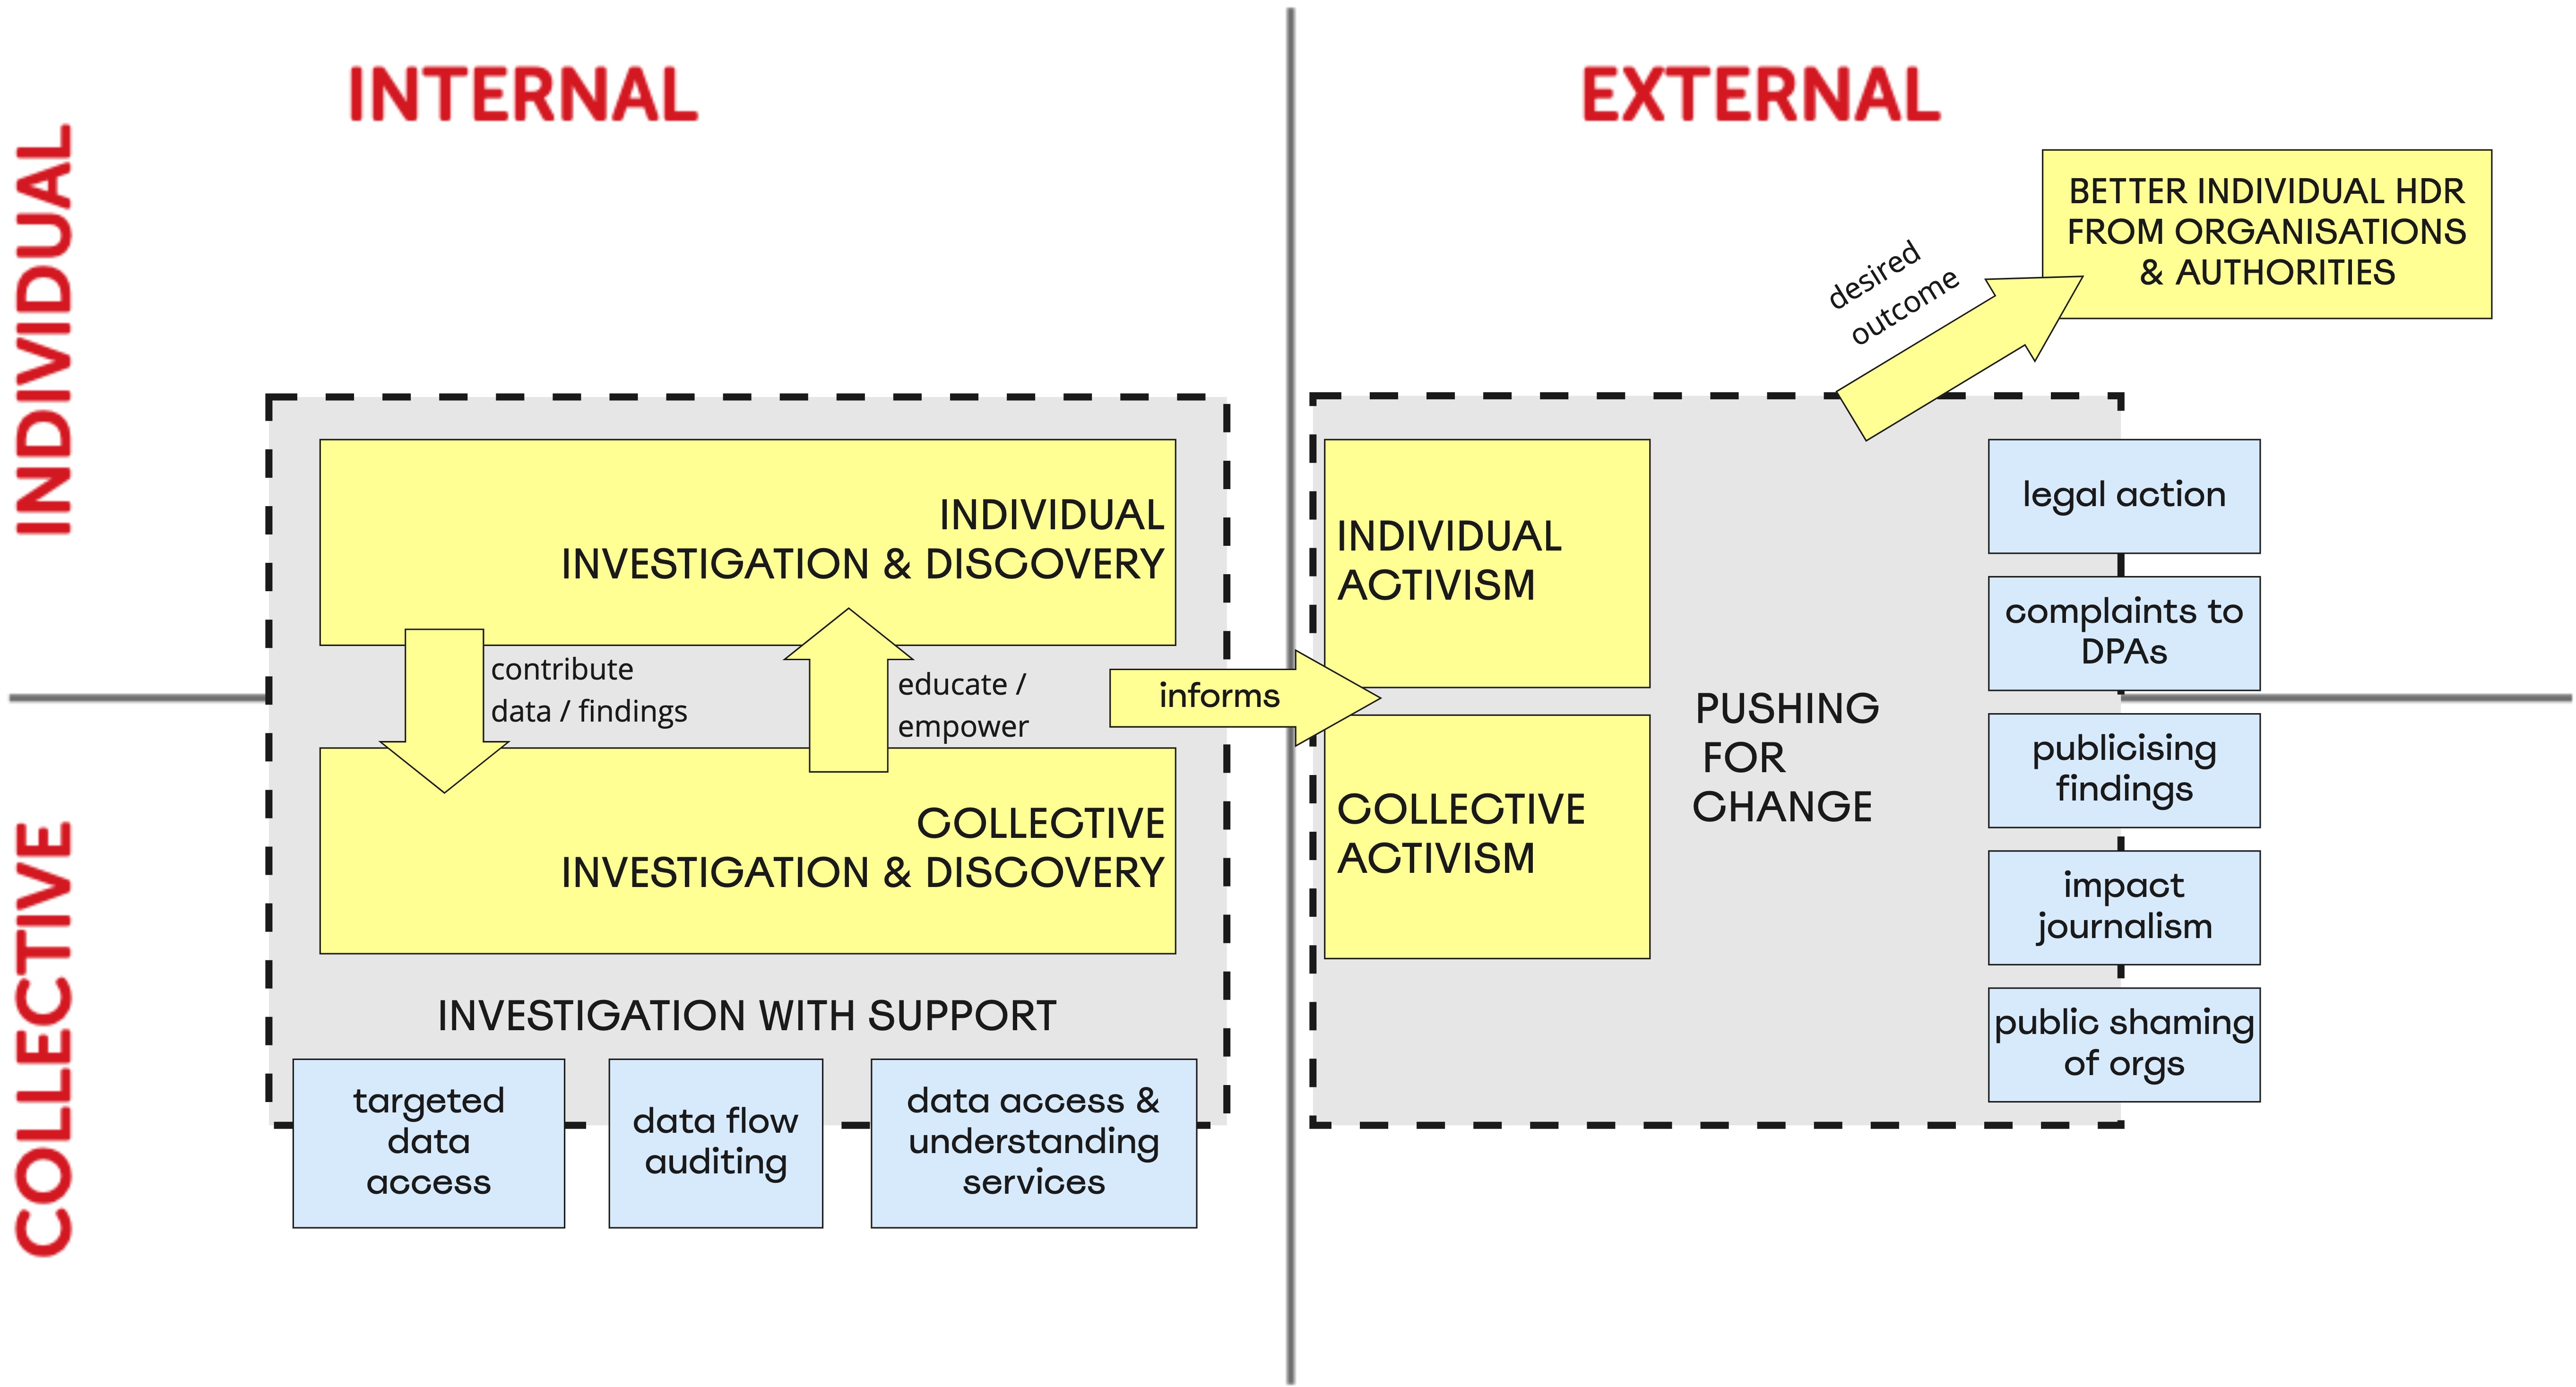 INTERNAL
EXTERNAL
INDIVIDUAL
COLLECTIVE
BETTER INDIVIDUAL HDR
FROM ORGANISATIONS
& AUTHORITIES
desired
outcome
INDIVIDUAL
INVESTIGATION & DISCOVERY
contribute
data / findings
educate /
empower
COLLECTIVE
INVESTIGATION & DISCOVERY
INVESTIGATION WITH SUPPORT
targeted
data
access
data flow
auditing
data access &
understanding
services
informs
INDIVIDUAL
ACTIVISM
COLLECTIVE
ACTIVISM
PUSHING
FOR
CHANGE
legal action
complaints to
DPAs
publicising
findings
impact
journalism
public shaming
of orgs